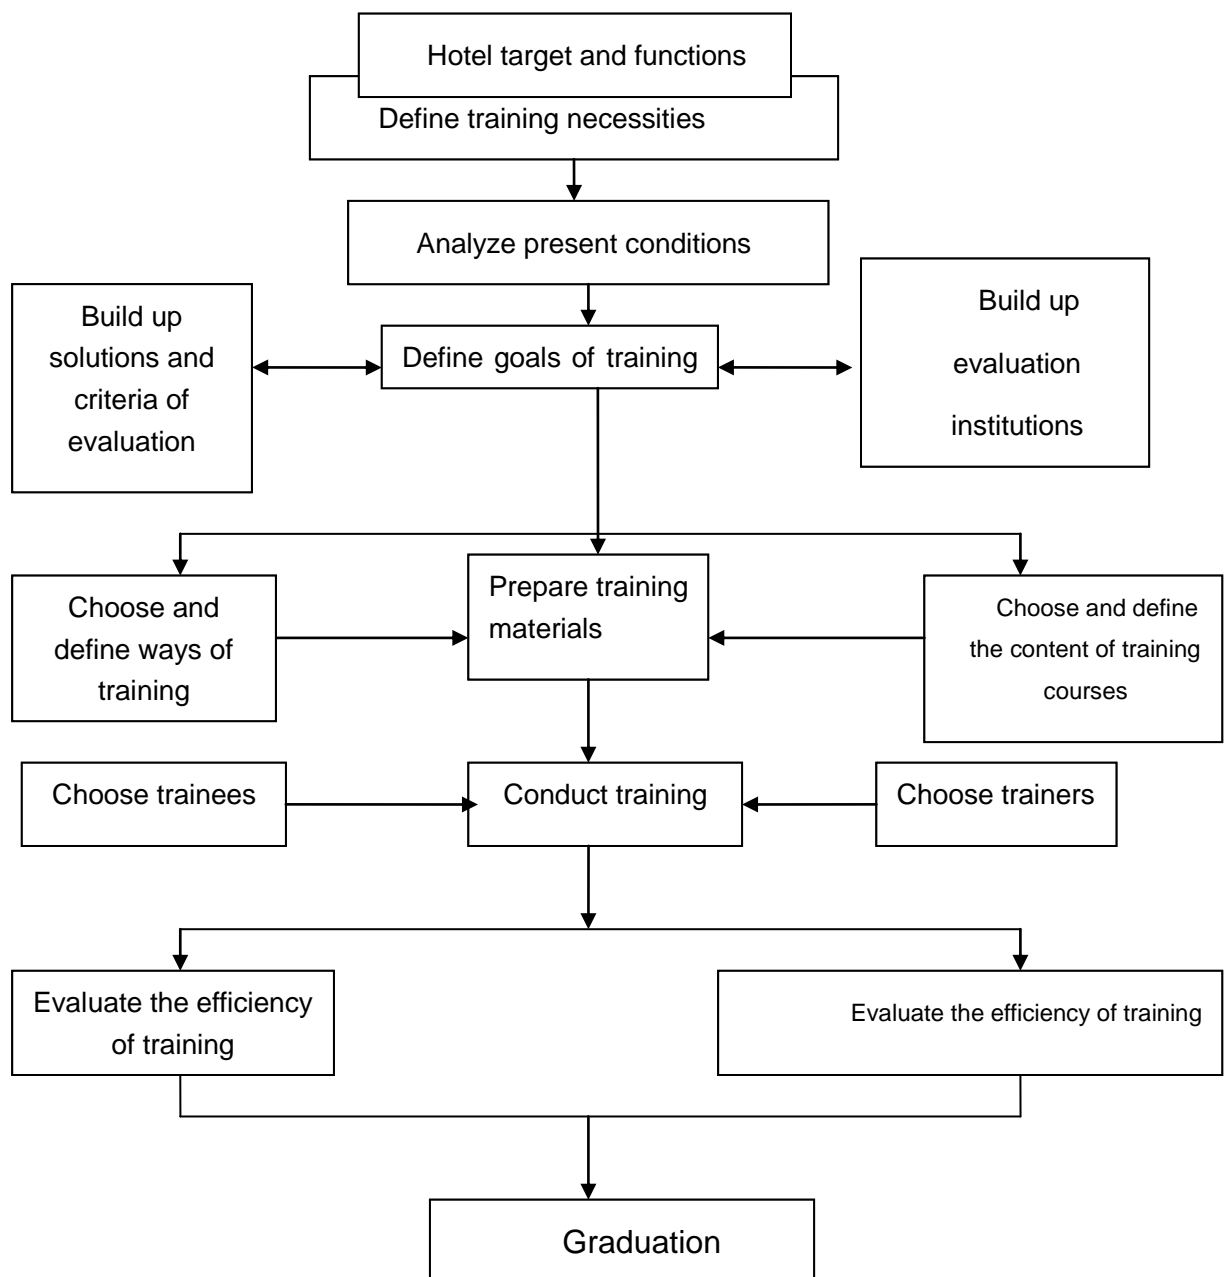 Hotel target and functions
Define training necessities
Analyze present conditions
Build up
solutions and
criteria of
evaluation
Define goals of training
Build up
evaluation
institutions
Choose and
define ways of
training
Prepare training
materials
Choose and define
the content of training
courses
Choose trainees
Conduct training
Choose trainers
Evaluate the efficiency
of training
Evaluate the efficiency of training
Graduation